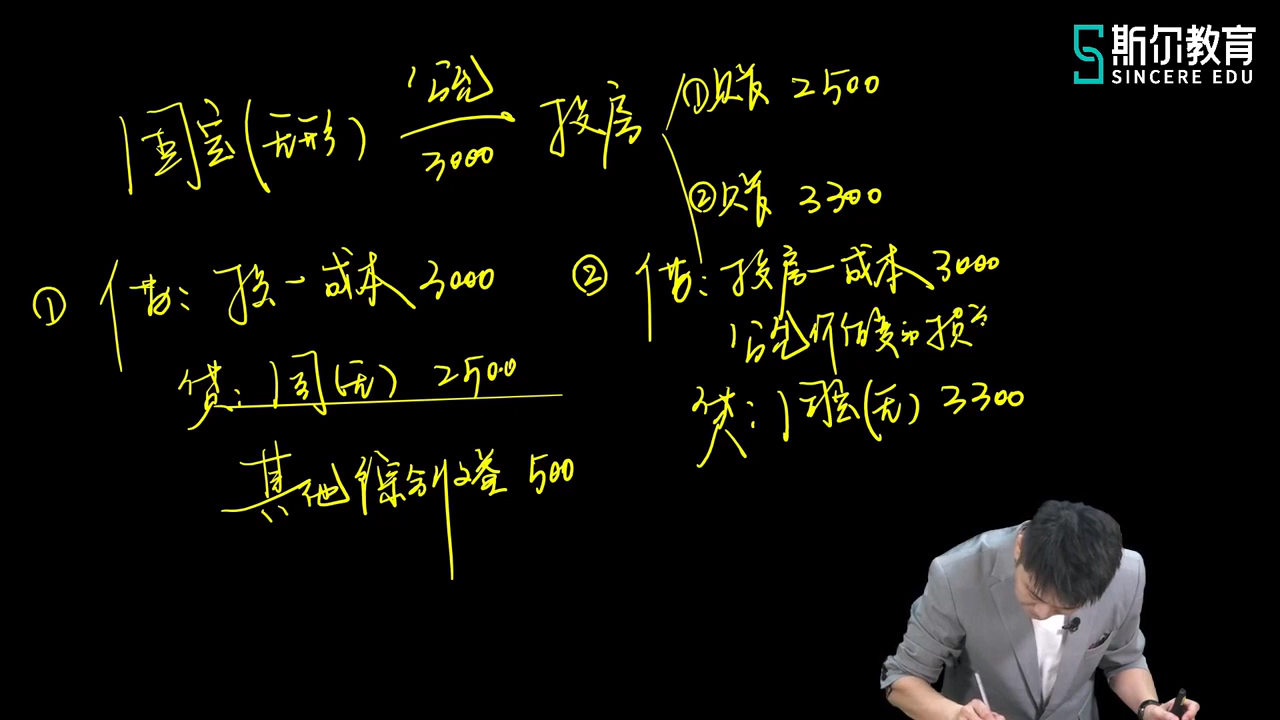 斯尔教育
SINCERE EDU
固定(无形) 公允 3000 投房
①账 2500
②账 3300
① 借：投-成本 3000
贷：固(无) 2500
其他综合收益 500
② 借：投房-成本 3000
公允价值变动损益
贷：固定(无) 3300